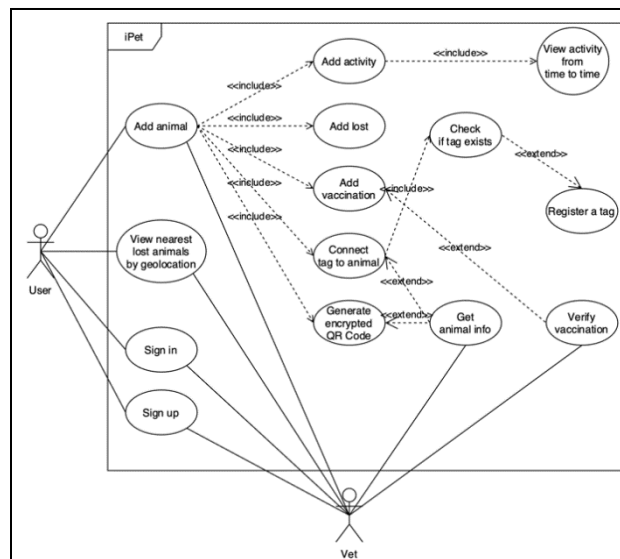 iPet
Add activity
<<include>>
View activity
from
time to time
<<include>>
Add animal
<<include>>
Add lost
Check
if tag exists
<<include>>
<<extend>>
Add
vaccination
<<include>>
<<include>>
Register a tag
User
View nearest
lost animals
by geolocation
Connect
tag to animal
<<extend>>
<<extend>>
Generate
encrypted
QR Code
<<extend>>
Get
animal info
Verify
vaccination
Sign in
Sign up
Vet